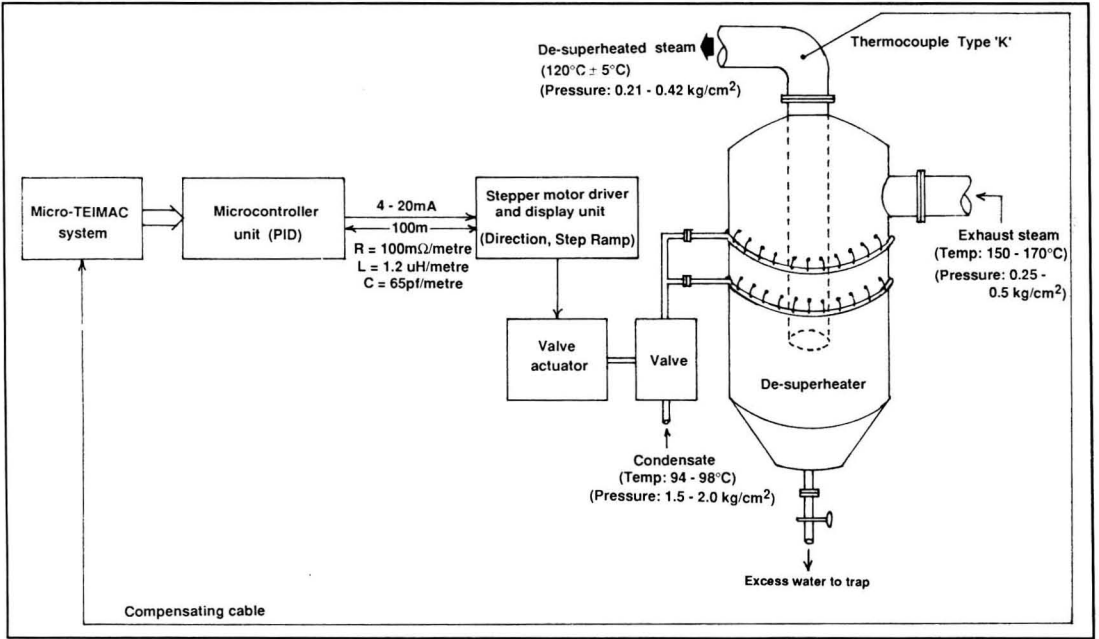 De-superheated steam
(120°C ± 5°C)
(Pressure: 0.21 - 0.42 kg/cm²)
Thermocouple Type 'K'
Micro-TEIMAC
system
Microcontroller
unit (PID)
4 - 20mA
100m
R = 100mΩ/metre
L = 1.2 uH/metre
C = 65pf/metre
Stepper motor driver
and display unit
(Direction, Step Ramp)
Exhaust steam
(Temp: 150 - 170°C)
(Pressure: 0.25 -
0.5 kg/cm²)
Valve
actuator
Valve
De-superheater
Condensate
(Temp: 94 - 98°C)
(Pressure: 1.5 - 2.0 kg/cm²)
Excess water to trap
Compensating cable